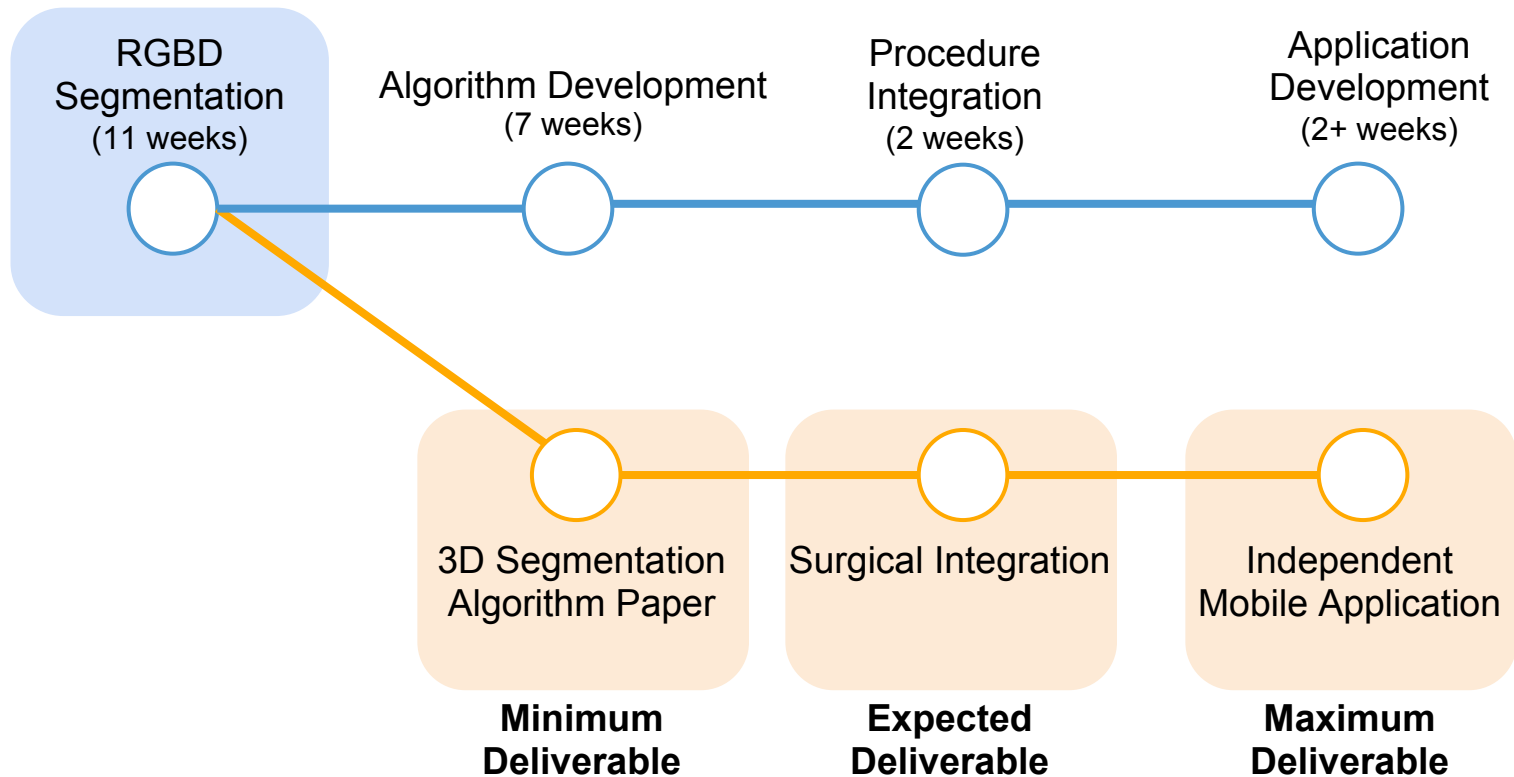 RGBD
Segmentation
(11 weeks)
Algorithm Development
(7 weeks)
Procedure
Integration
(2 weeks)
Application
Development
(2+ weeks)
3D Segmentation
Algorithm Paper
Surgical Integration
Independent
Mobile Application
Minimum
Deliverable
Expected
Deliverable
Maximum
Deliverable